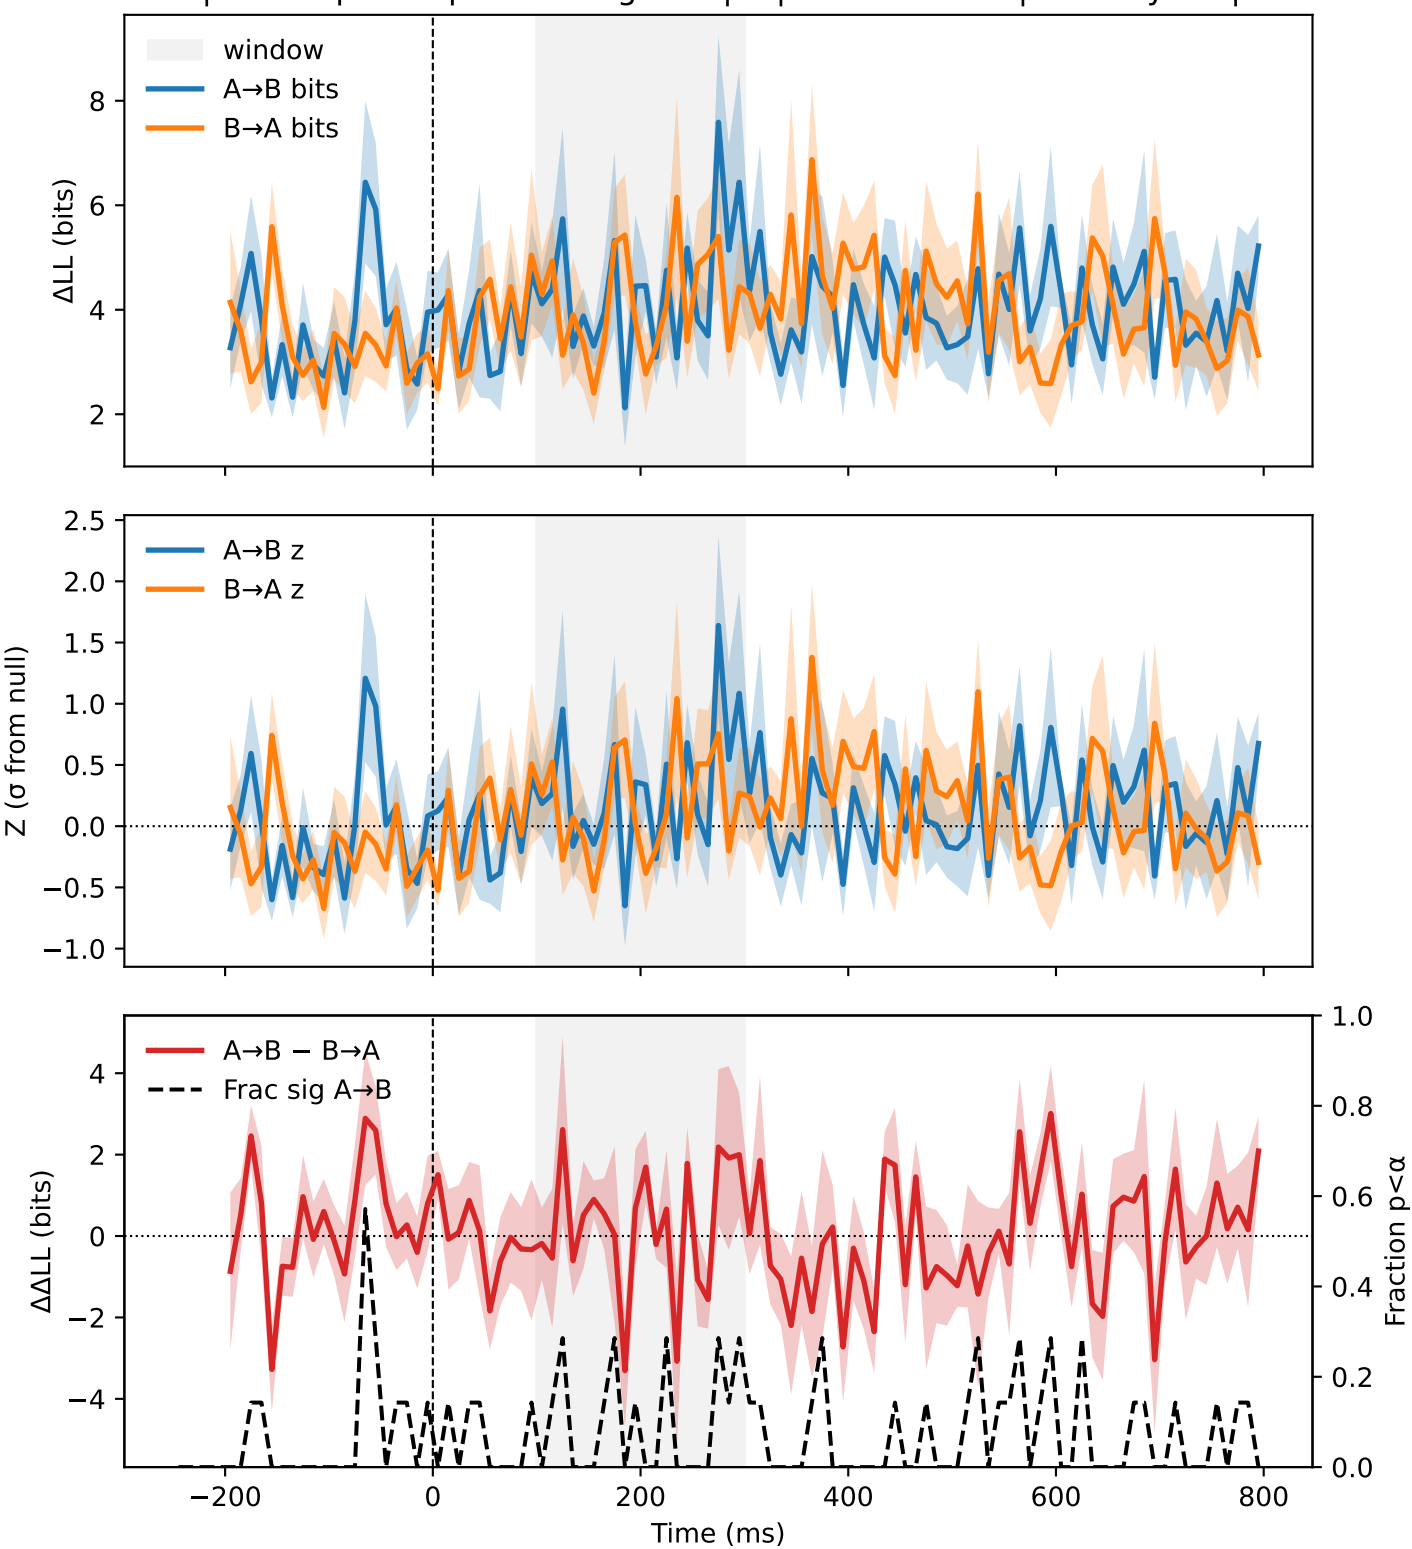 window
A→B bits
B→A bits
ΔLL (bits)
8
6
4
2
A→B z
B→A z
Z (σ from null)
2.5
2.0
1.5
1.0
0.5
0.0
−0.5
−1.0
A→B − B→A
Frac sig A→B
ΔΔLL (bits)
4
2
0
−2
−4
1.0
0.8
0.6
0.4
0.2
0.0
Fraction p<α
−200 0 200 400 600 800
Time (ms)